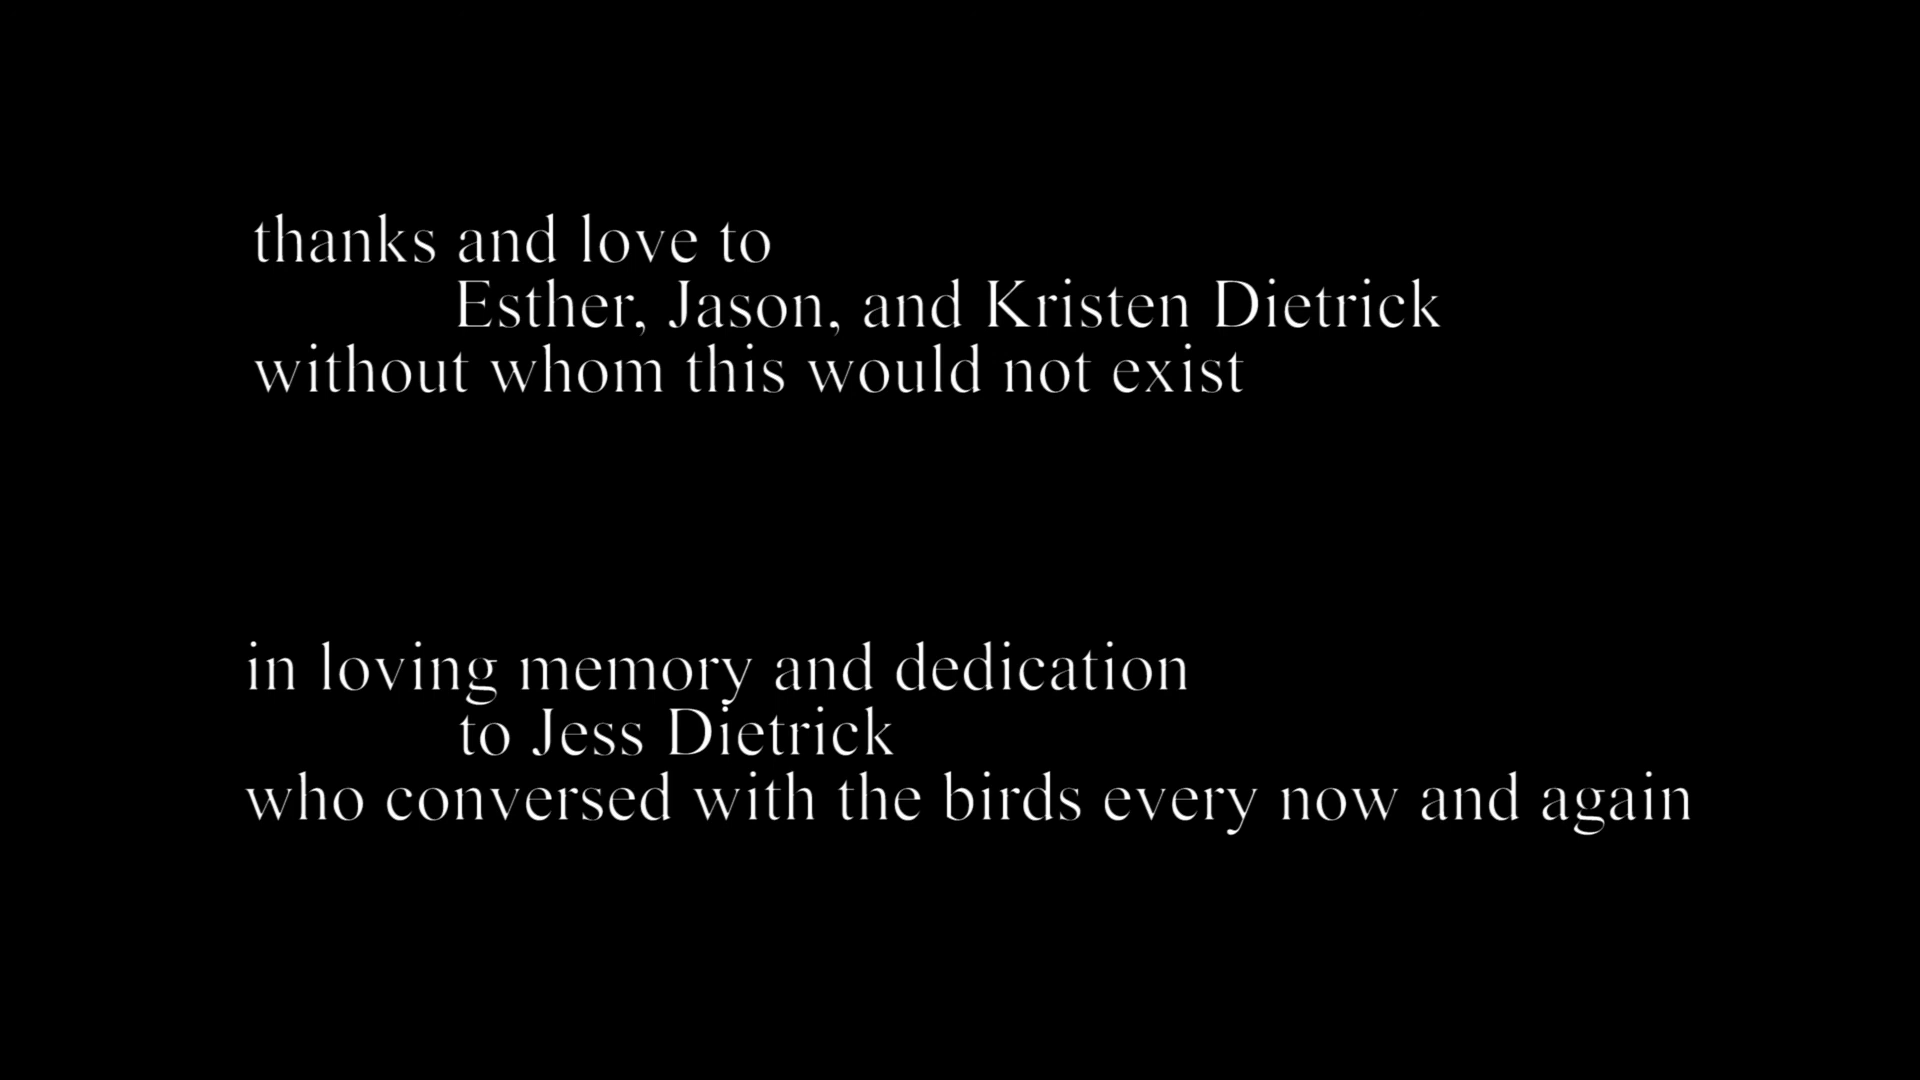 thanks and love to
Esther, Jason, and Kristen Dietrick
without whom this would not exist
in loving memory and dedication
to Jess Dietrick
who conversed with the birds every now and again